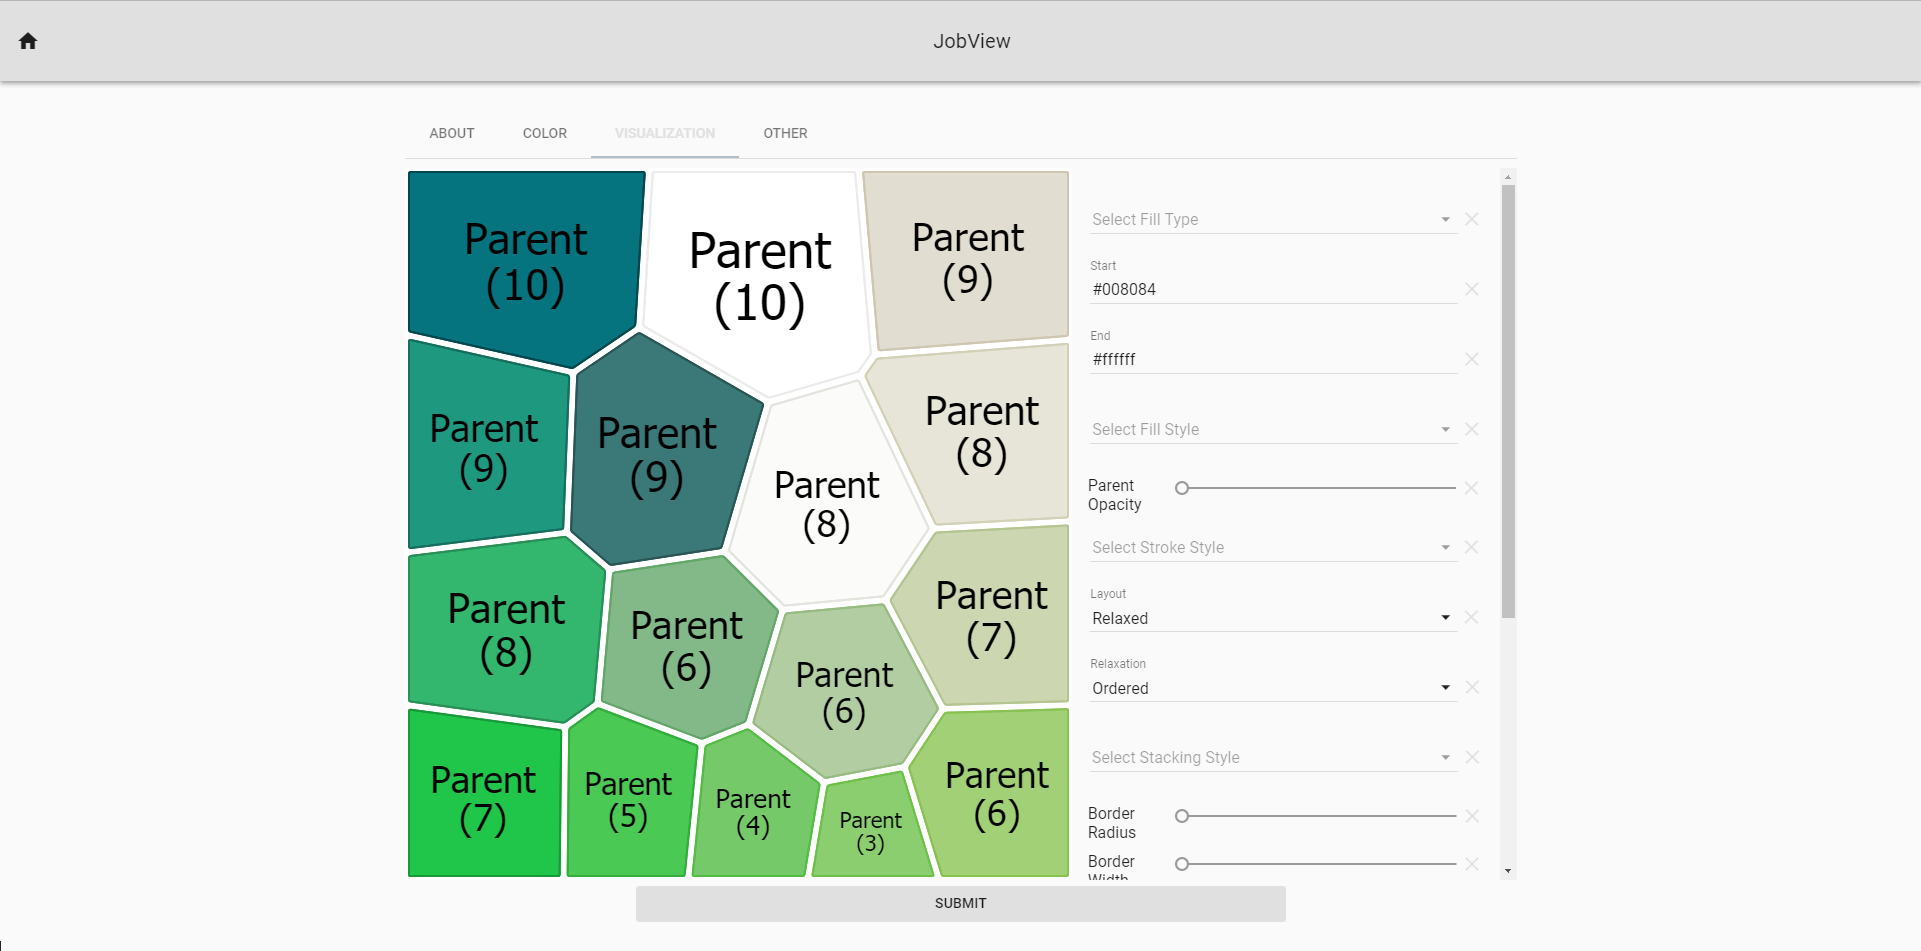 JobView
ABOUT COLOR VISUALIZATION OTHER
Parent
(10)
Parent
(10)
Parent
(9)
Parent
(9)
Parent
(9)
Parent
(8)
Parent
(8)
Parent
(8)
Parent
(6)
Parent
(6)
Parent
(7)
Parent
(7)
Parent
(5)
Parent
(4)
Parent
(3)
Parent
(6)
Select Fill Type
Start
#008084
End
#ffffff
Select Fill Style
Parent
Opacity
Select Stroke Style
Layout
Relaxed
Relaxation
Ordered
Select Stacking Style
Border
Radius
Border
Width
SUBMIT